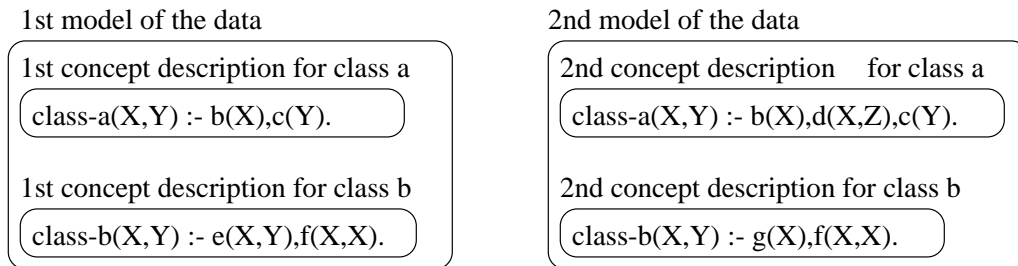 1st model of the data
1st concept description for class a
class-a(X,Y) :- b(X),c(Y).
1st concept description for class b
class-b(X,Y) :- e(X,Y),f(X,X).
2nd model of the data
2nd concept description for class a
class-a(X,Y) :- b(X),d(X,Z),c(Y).
2nd concept description for class b
class-b(X,Y) :- g(X),f(X,X).